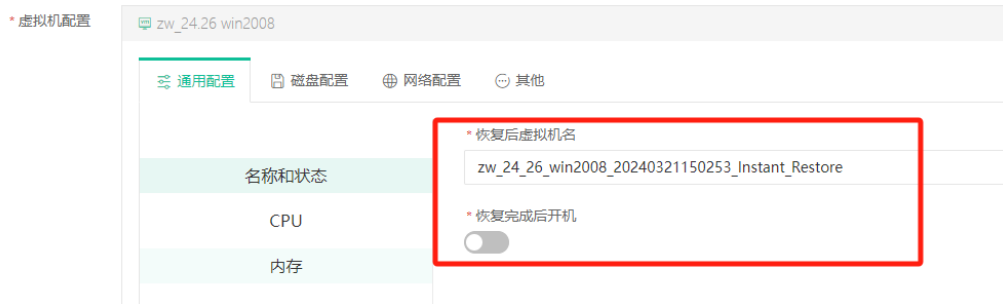 * 虚拟机配置
zw_24.26 win2008
通用配置 磁盘配置 网络配置 其他
* 恢复后虚拟机名
名称和状态
zw_24_26_win2008_20240321150253_Instant_Restore
CPU
* 恢复完成后开机
内存